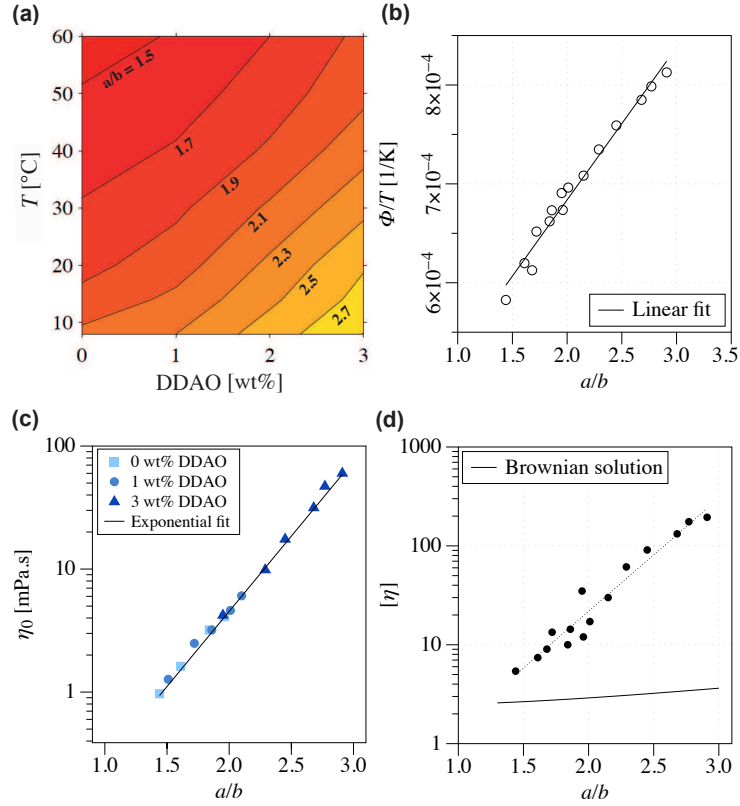 (a)
60
50
40
30
20
10
T [°C]
a/b = 1.5
1.7
1.9
2.1
2.3
2.5
2.7
0
1
2
3
DDAO [wt%]
(b)
8×10⁻⁴
7×10⁻⁴
6×10⁻⁴
Φ/T [1/K]
Linear fit
1.0
1.5
2.0
2.5
3.0
3.5
a/b
(c)
100
10
1
η₀ [mPa.s]
0 wt% DDAO
1 wt% DDAO
3 wt% DDAO
Exponential fit
1.0
1.5
2.0
2.5
3.0
a/b
(d)
1000
100
10
1
[η]
Brownian solution
1.0
1.5
2.0
2.5
3.0
a/b